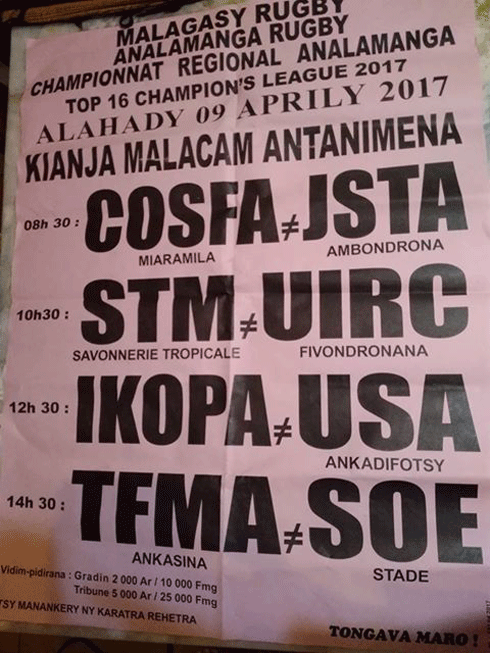 MALAGASY RUGBY
ANALAMANGA RUGBY
CHAMPIONNAT REGIONAL ANALAMANGA
TOP 16 CHAMPION'S LEAGUE 2017
ALAHADY 09 APRILY 2017
KIANJA MALACAM ANTANIMENA
08h 30 : COSFA ≠ JSTA
MIARAMILA AMBONDRONA
10h30 : STM ≠ UIRC
SAVONNERIE TROPICALE FIVONDRONANA
12h 30 : IKOPA ≠ USA
ANKADIFOTSY
14h 30 : TFMA ≠ SOE
ANKASINA STADE
Vidim-pidirana : Gradin 2 000 Ar / 10 000 Fmg
Tribune 5 000 Ar / 25 000 Fmg
TSY MANANKERY NY KARATRA REHETRA
TONGAVA MARO !